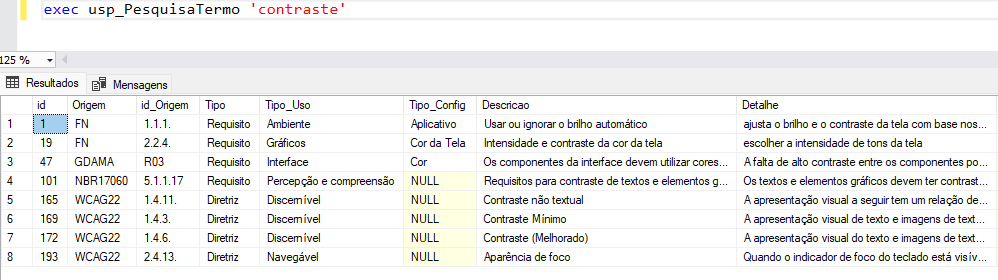 exec usp_PesquisaTermo 'contraste'
125 %
Resultados Mensagens
id Origem id_Origem Tipo Tipo_Uso Tipo_Config Descricao Detalhe
1 1 FN 1.1.1. Requisito Ambiente Aplicativo Usar ou ignorar o brilho automático ajusta o brilho e o contraste da tela com base nos...
2 19 FN 2.2.4. Requisito Gráficos Cor da Tela Intensidade e contraste da cor da tela escolher a intensidade de tons da tela
3 47 GDAMA R03 Requisito Interface Cor Os componentes da interface devem utilizar cores... A falta de alto contraste entre os componentes po...
4 101 NBR17060 5.1.1.17 Requisito Percepção e compreensão NULL Requisitos para contraste de textos e elementos g... Os textos e elementos gráficos devem ter contrast...
5 165 WCAG22 1.4.11. Diretriz Discernível NULL Contraste não textual A apresentação visual a seguir tem um relação de...
6 169 WCAG22 1.4.3. Diretriz Discernível NULL Contraste Mínimo A apresentação visual de texto e imagens de text...
7 172 WCAG22 1.4.6. Diretriz Discernível NULL Contraste (Melhorado) A apresentação visual do texto e imagens de text...
8 193 WCAG22 2.4.13. Diretriz Navegável NULL Aparência de foco Quando o indicador de foco do teclado está visív...